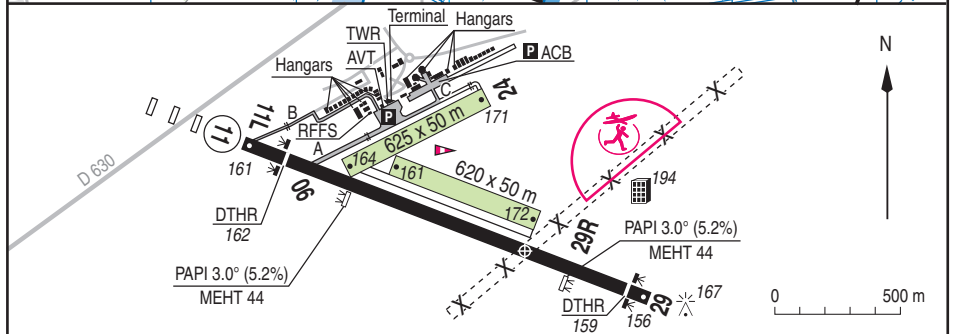 Terminal
Hangars
TWR
AVT
P ACB
N
Hangars
C
24
11L
B
P
171
RFFS
625 x 50 m
11
A
164
161
620 x 50 m
194
161
D 630
06
DTHR
162
172
29R
PAPI 3.0° (5.2%)
MEHT 44
PAPI 3.0° (5.2%)
MEHT 44
DTHR
159
156
29
167
0
500 m
X
X
X
X
X
X
X